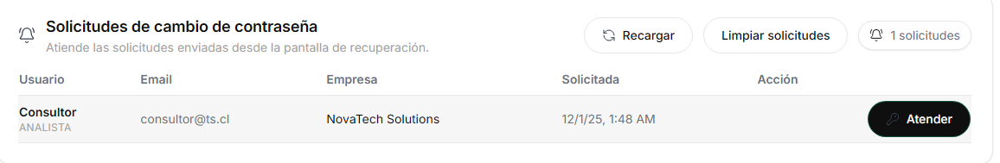 Solicitudes de cambio de contraseña
Atiende las solicitudes enviadas desde la pantalla de recuperación.
Recargar
Limpiar solicitudes
1 solicitudes
Usuario Email Empresa Solicitada Acción
Consultor
ANALISTA
consultor@ts.cl NovaTech Solutions 12/1/25, 1:48 AM Atender